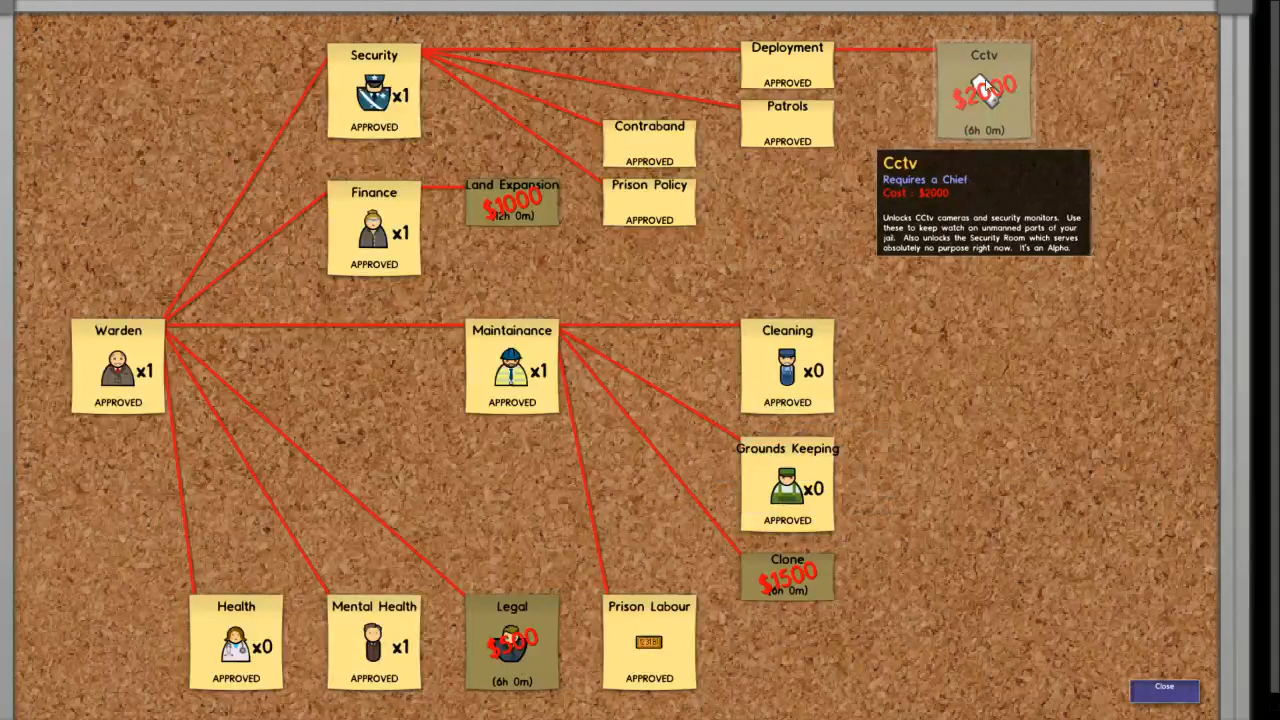 Security
x1
APPROVED
Deployment
APPROVED
Cctv
$2000
(6h 0m)
Patrols
APPROVED
Contraband
APPROVED
Cctv
Requires a Chief
Cost : $2000
Unlocks CCtv cameras and security monitors. Use
these to keep watch on unmanned parts of your
jail. Also unlocks the Security Room which serves
absolutely no purpose right now. It's an Alpha.
Finance
x1
APPROVED
Land Expansion
$1000
(12h 0m)
Prison Policy
APPROVED
Warden
x1
APPROVED
Maintainance
x1
APPROVED
Cleaning
x0
APPROVED
Grounds Keeping
x0
APPROVED
Clone
$1500
(6h 0m)
Health
x0
APPROVED
Mental Health
x1
APPROVED
Legal
$500
(6h 0m)
Prison Labour
APPROVED
Close